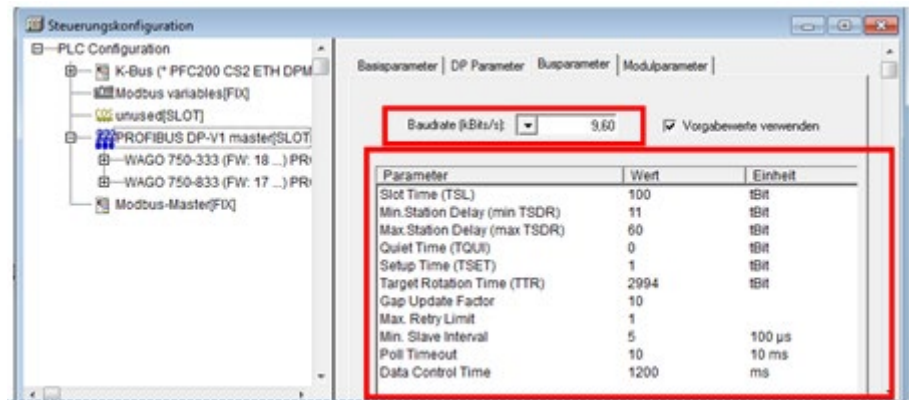 Steuerungskonfiguration
PLC Configuration
K-Bus (* PFC200 CS2 ETH DPM
Modbus variables[FIX]
unused[SLOT]
PROFIBUS DP-V1 master[SLOT
WAGO 750-333 (FW: 18 ...) PR
WAGO 750-833 (FW: 17 ...) PR
Modbus-Master[FIX]
Basisparameter DP Parameter Busparameter Modulparameter
Baudrate (kBits/s): 9,60 Vorgabewerte verwenden
Parameter Wert Einheit
Slot Time (TSL) 100 tBit
Min.Station Delay (min TSDR) 11 tBit
Max.Station Delay (max TSDR) 60 tBit
Quiet Time (TQUI) 0 tBit
Setup Time (TSET) 1 tBit
Target Rotation Time (TTR) 2994 tBit
Gap Update Factor 10
Max. Retry Limit 1
Min. Slave Interval 5 100 µs
Poll Timeout 10 10 ms
Data Control Time 1200 ms